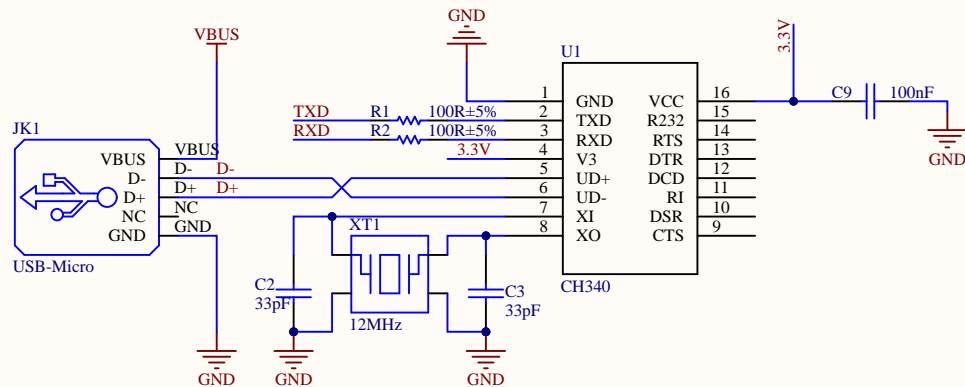 GND
VBUS
3.3V
U1
1 GND VCC 16
C9 100nF
TXD R1 100R±5% 2 TXD R232 15
RXD R2 100R±5% 3 RXD RTS 14
JK1
3.3V 4 V3 DTR 13
VBUS VBUS
GND
D- D- D- 5 UD+ DCD 12
D+ D+ D+ 6 UD- RI 11
NC NC
7 XI DSR 10
GND GND
XT1
8 XO CTS 9
USB-Micro
CH340
C2
33pF
C3
33pF
12MHz
GND
GND
GND